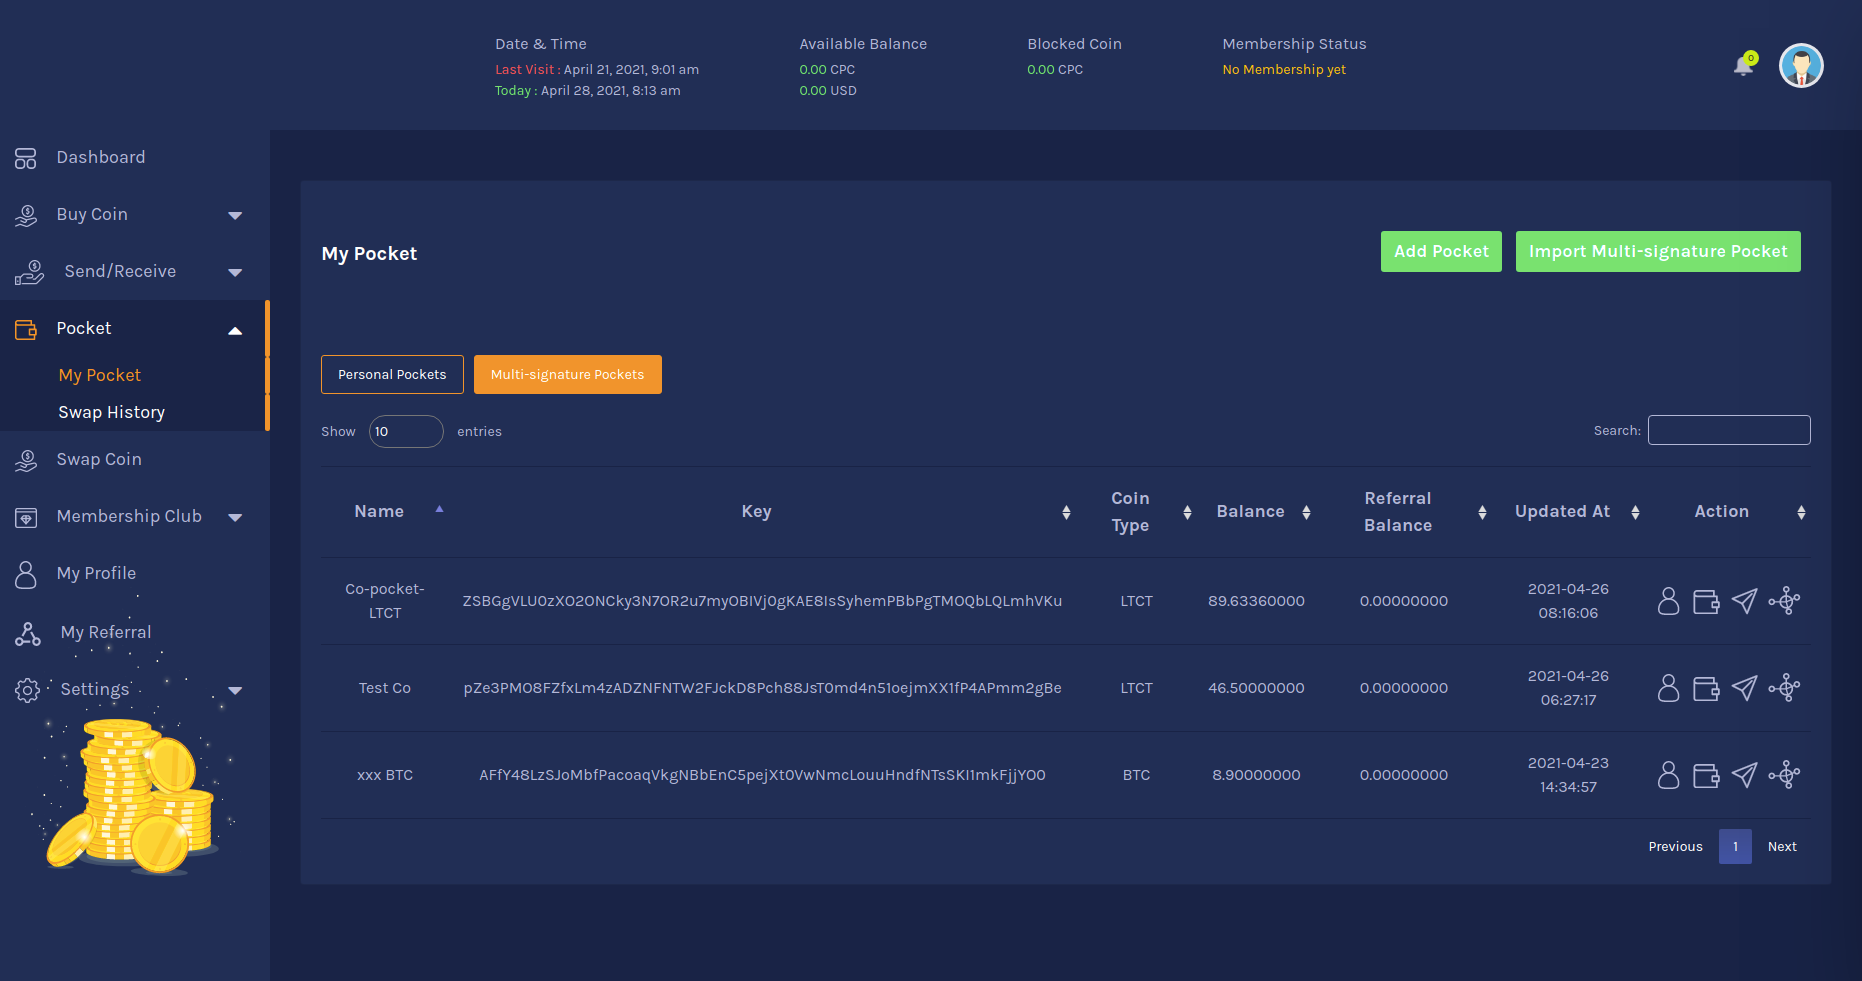 Date & Time
Last Visit : April 21, 2021, 9:01 am
Today : April 28, 2021, 8:13 am
Available Balance
0.00 CPC
0.00 USD
Blocked Coin
0.00 CPC
Membership Status
No Membership yet
0
Dashboard
Buy Coin
Send/Receive
Pocket
My Pocket
Swap History
Swap Coin
Membership Club
My Profile
My Referral
Settings
My Pocket
Add Pocket
Import Multi-signature Pocket
Personal Pockets
Multi-signature Pockets
Show 10 entries
Search:
Name Key Coin Type Balance Referral Balance Updated At Action
Co-pocket-LTCT ZSBGgVLU0zXO2ONCky3N7OR2u7myOBIVj0gKAE8IsSyhemPBbPgTMOQbLQLmhVKu LTCT 89.63360000 0.00000000 2021-04-26 08:16:06
Test Co pZe3PMO8FZfxLm4zADZNFNTW2FJckD8Pch88JsT0md4n51oejmXX1fP4APmm2gBe LTCT 46.50000000 0.00000000 2021-04-26 06:27:17
xxx BTC AFfY48LzSJoMbfPacoaqVkgNBbEnC5pejXt0VwNmcLouuHndfNTsSKI1mkFjjYO0 BTC 8.90000000 0.00000000 2021-04-23 14:34:57
Previous 1 Next